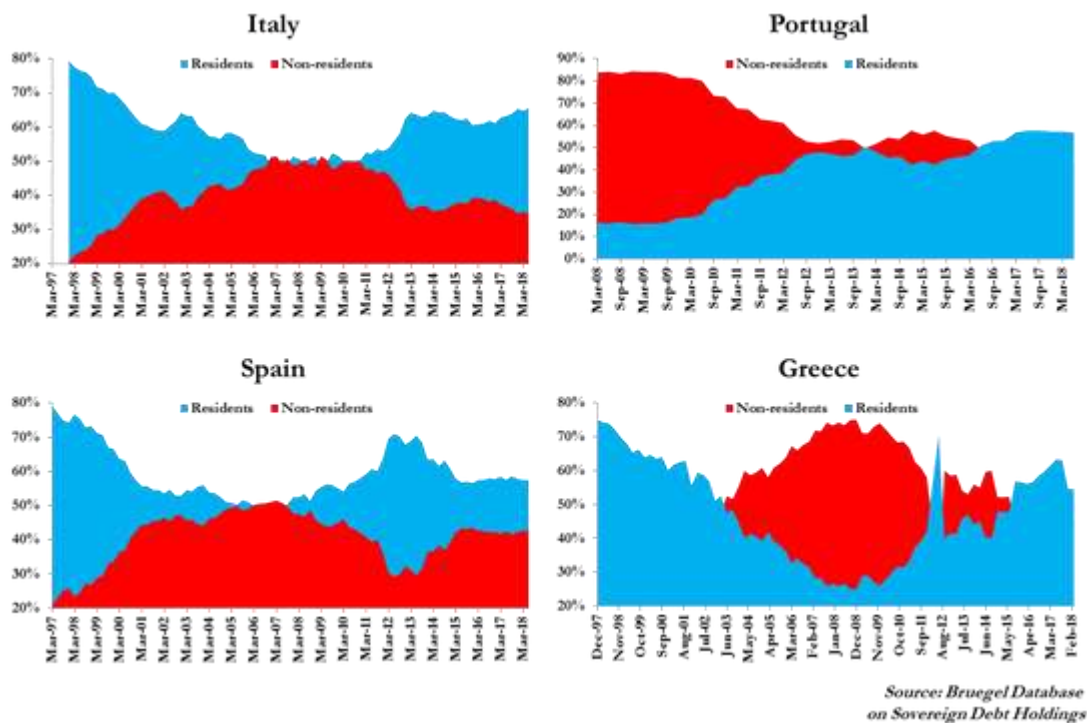 Italy
80%
70%
60%
50%
40%
30%
20%
Residents Non-residents
Mar-97
Mar-98
Mar-99
Mar-00
Mar-01
Mar-02
Mar-03
Mar-04
Mar-05
Mar-06
Mar-07
Mar-08
Mar-09
Mar-10
Mar-11
Mar-12
Mar-13
Mar-14
Mar-15
Mar-16
Mar-17
Mar-18
Portugal
90%
80%
70%
60%
50%
40%
30%
20%
10%
0%
Non-residents Residents
Mar-08
Sep-08
Mar-09
Sep-09
Mar-10
Sep-10
Mar-11
Sep-11
Mar-12
Sep-12
Mar-13
Sep-13
Mar-14
Sep-14
Mar-15
Sep-15
Mar-16
Sep-16
Mar-17
Sep-17
Mar-18
Spain
80%
70%
60%
50%
40%
30%
20%
Residents Non-residents
Mar-97
Mar-98
Mar-99
Mar-00
Mar-01
Mar-02
Mar-03
Mar-04
Mar-05
Mar-06
Mar-07
Mar-08
Mar-09
Mar-10
Mar-11
Mar-12
Mar-13
Mar-14
Mar-15
Mar-16
Mar-17
Mar-18
Greece
80%
70%
60%
50%
40%
30%
20%
Non-residents Residents
Dec-97
Nov-98
Oct-99
Sep-00
Aug-01
Jul-02
Jun-03
May-04
Apr-05
Mar-06
Feb-07
Jan-08
Dec-08
Nov-09
Oct-10
Sep-11
Aug-12
Jul-13
Jun-14
May-15
Apr-16
Mar-17
Feb-18
Source: Bruegel Database
on Sovereign Debt Holdings